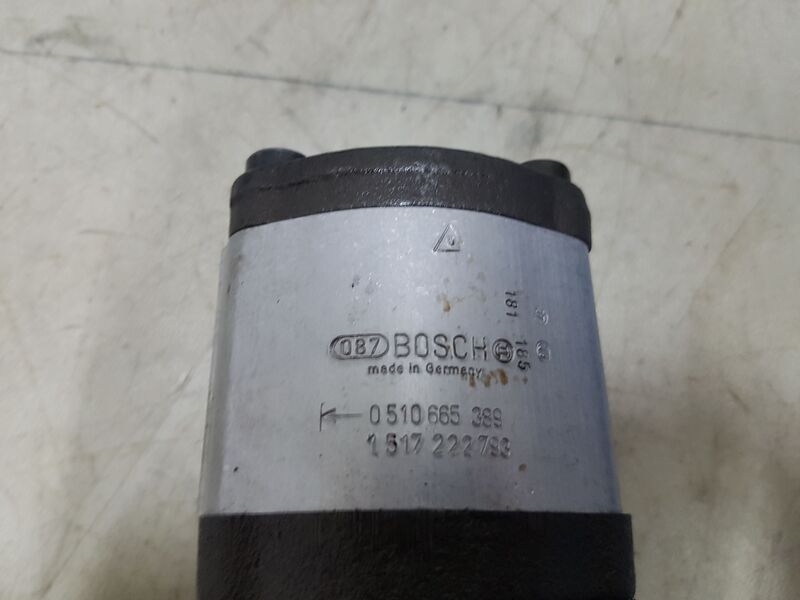 087 BOSCH
made in Germany
0 510 665 389
1 517 222 793
181
185